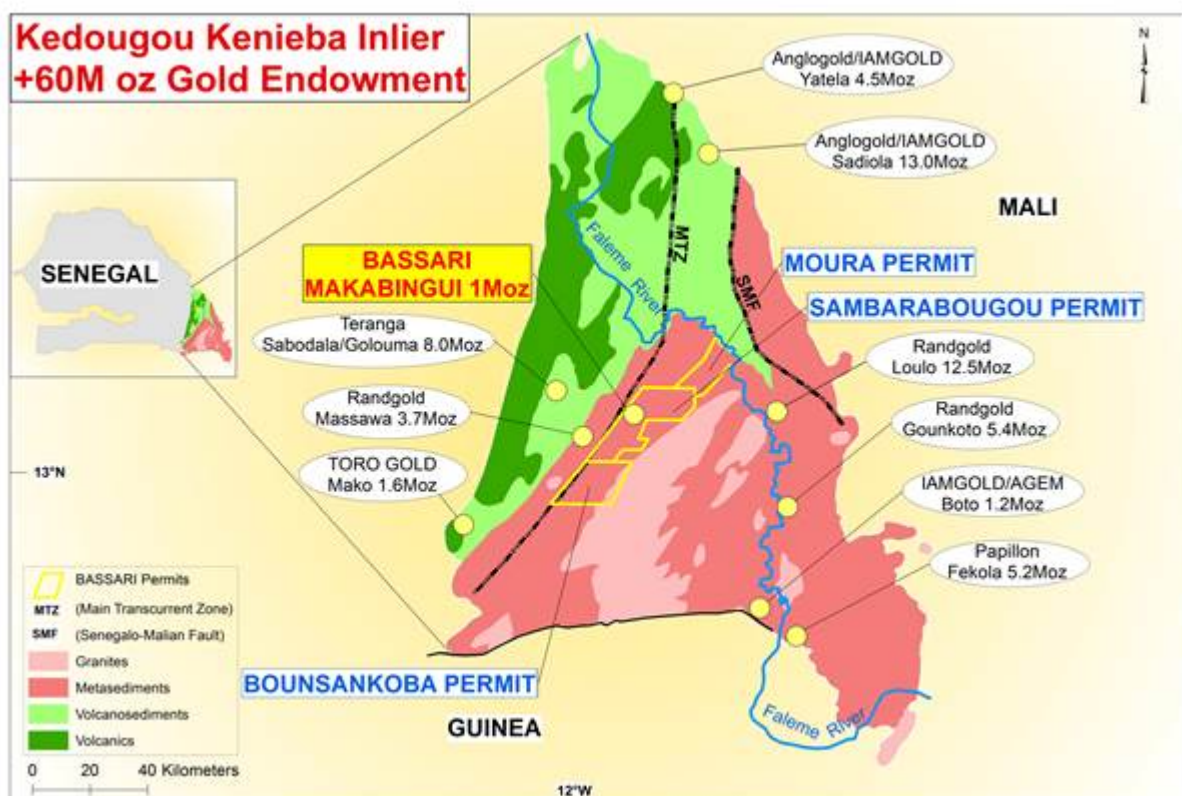 Kedougou Kenieba Inlier
+60M oz Gold Endowment
N
Anglogold/IAMGOLD
Yatela 4.5Moz
Anglogold/IAMGOLD
Sadiola 13.0Moz
MALI
SENEGAL
Faleme River
MTZ
SMF
BASSARI
MAKABINGUI 1Moz
MOURA PERMIT
SAMBARABOUGOU PERMIT
Teranga
Sabodala/Golouma 8.0Moz
Randgold
Loulo 12.5Moz
Randgold
Massawa 3.7Moz
Randgold
Gounkoto 5.4Moz
13°N
TORO GOLD
Mako 1.6Moz
IAMGOLD/AGEM
Boto 1.2Moz
Papillon
Fekola 5.2Moz
BASSARI Permits
MTZ (Main Transcurrent Zone)
SMF (Senegalo-Malian Fault)
Granites
Metasediments
Volcanosediments
Volcanics
0 20 40 Kilometers
BOUNSANKOBA PERMIT
GUINEA
Faleme River
12°W